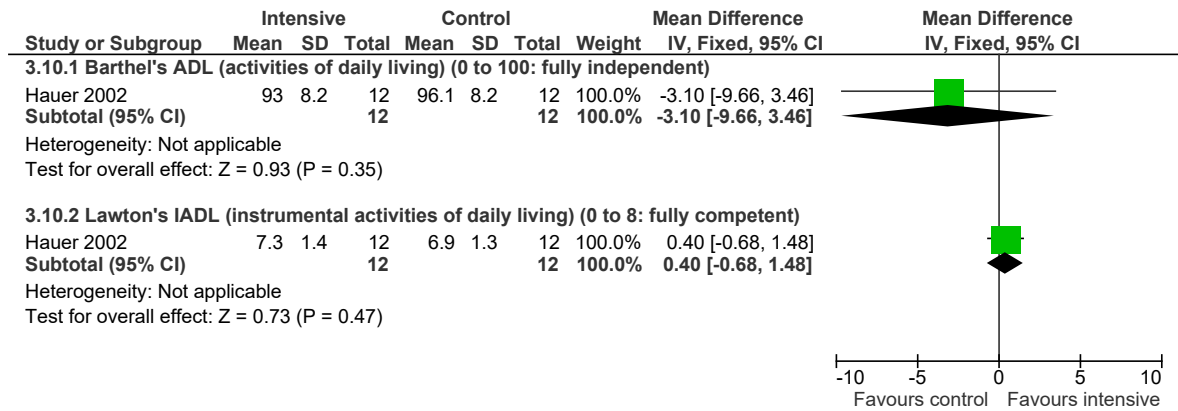 Intensive Control Mean Difference Mean Difference
Study or Subgroup Mean SD Total Mean SD Total Weight IV, Fixed, 95% CI IV, Fixed, 95% CI
3.10.1 Barthel's ADL (activities of daily living) (0 to 100: fully independent)
Hauer 2002 93 8.2 12 96.1 8.2 12 100.0% -3.10 [-9.66, 3.46]
Subtotal (95% CI) 12 12 100.0% -3.10 [-9.66, 3.46]
Heterogeneity: Not applicable
Test for overall effect: Z = 0.93 (P = 0.35)
3.10.2 Lawton's IADL (instrumental activities of daily living) (0 to 8: fully competent)
Hauer 2002 7.3 1.4 12 6.9 1.3 12 100.0% 0.40 [-0.68, 1.48]
Subtotal (95% CI) 12 12 100.0% 0.40 [-0.68, 1.48]
Heterogeneity: Not applicable
Test for overall effect: Z = 0.73 (P = 0.47)
-10 -5 0 5 10
Favours control Favours intensive